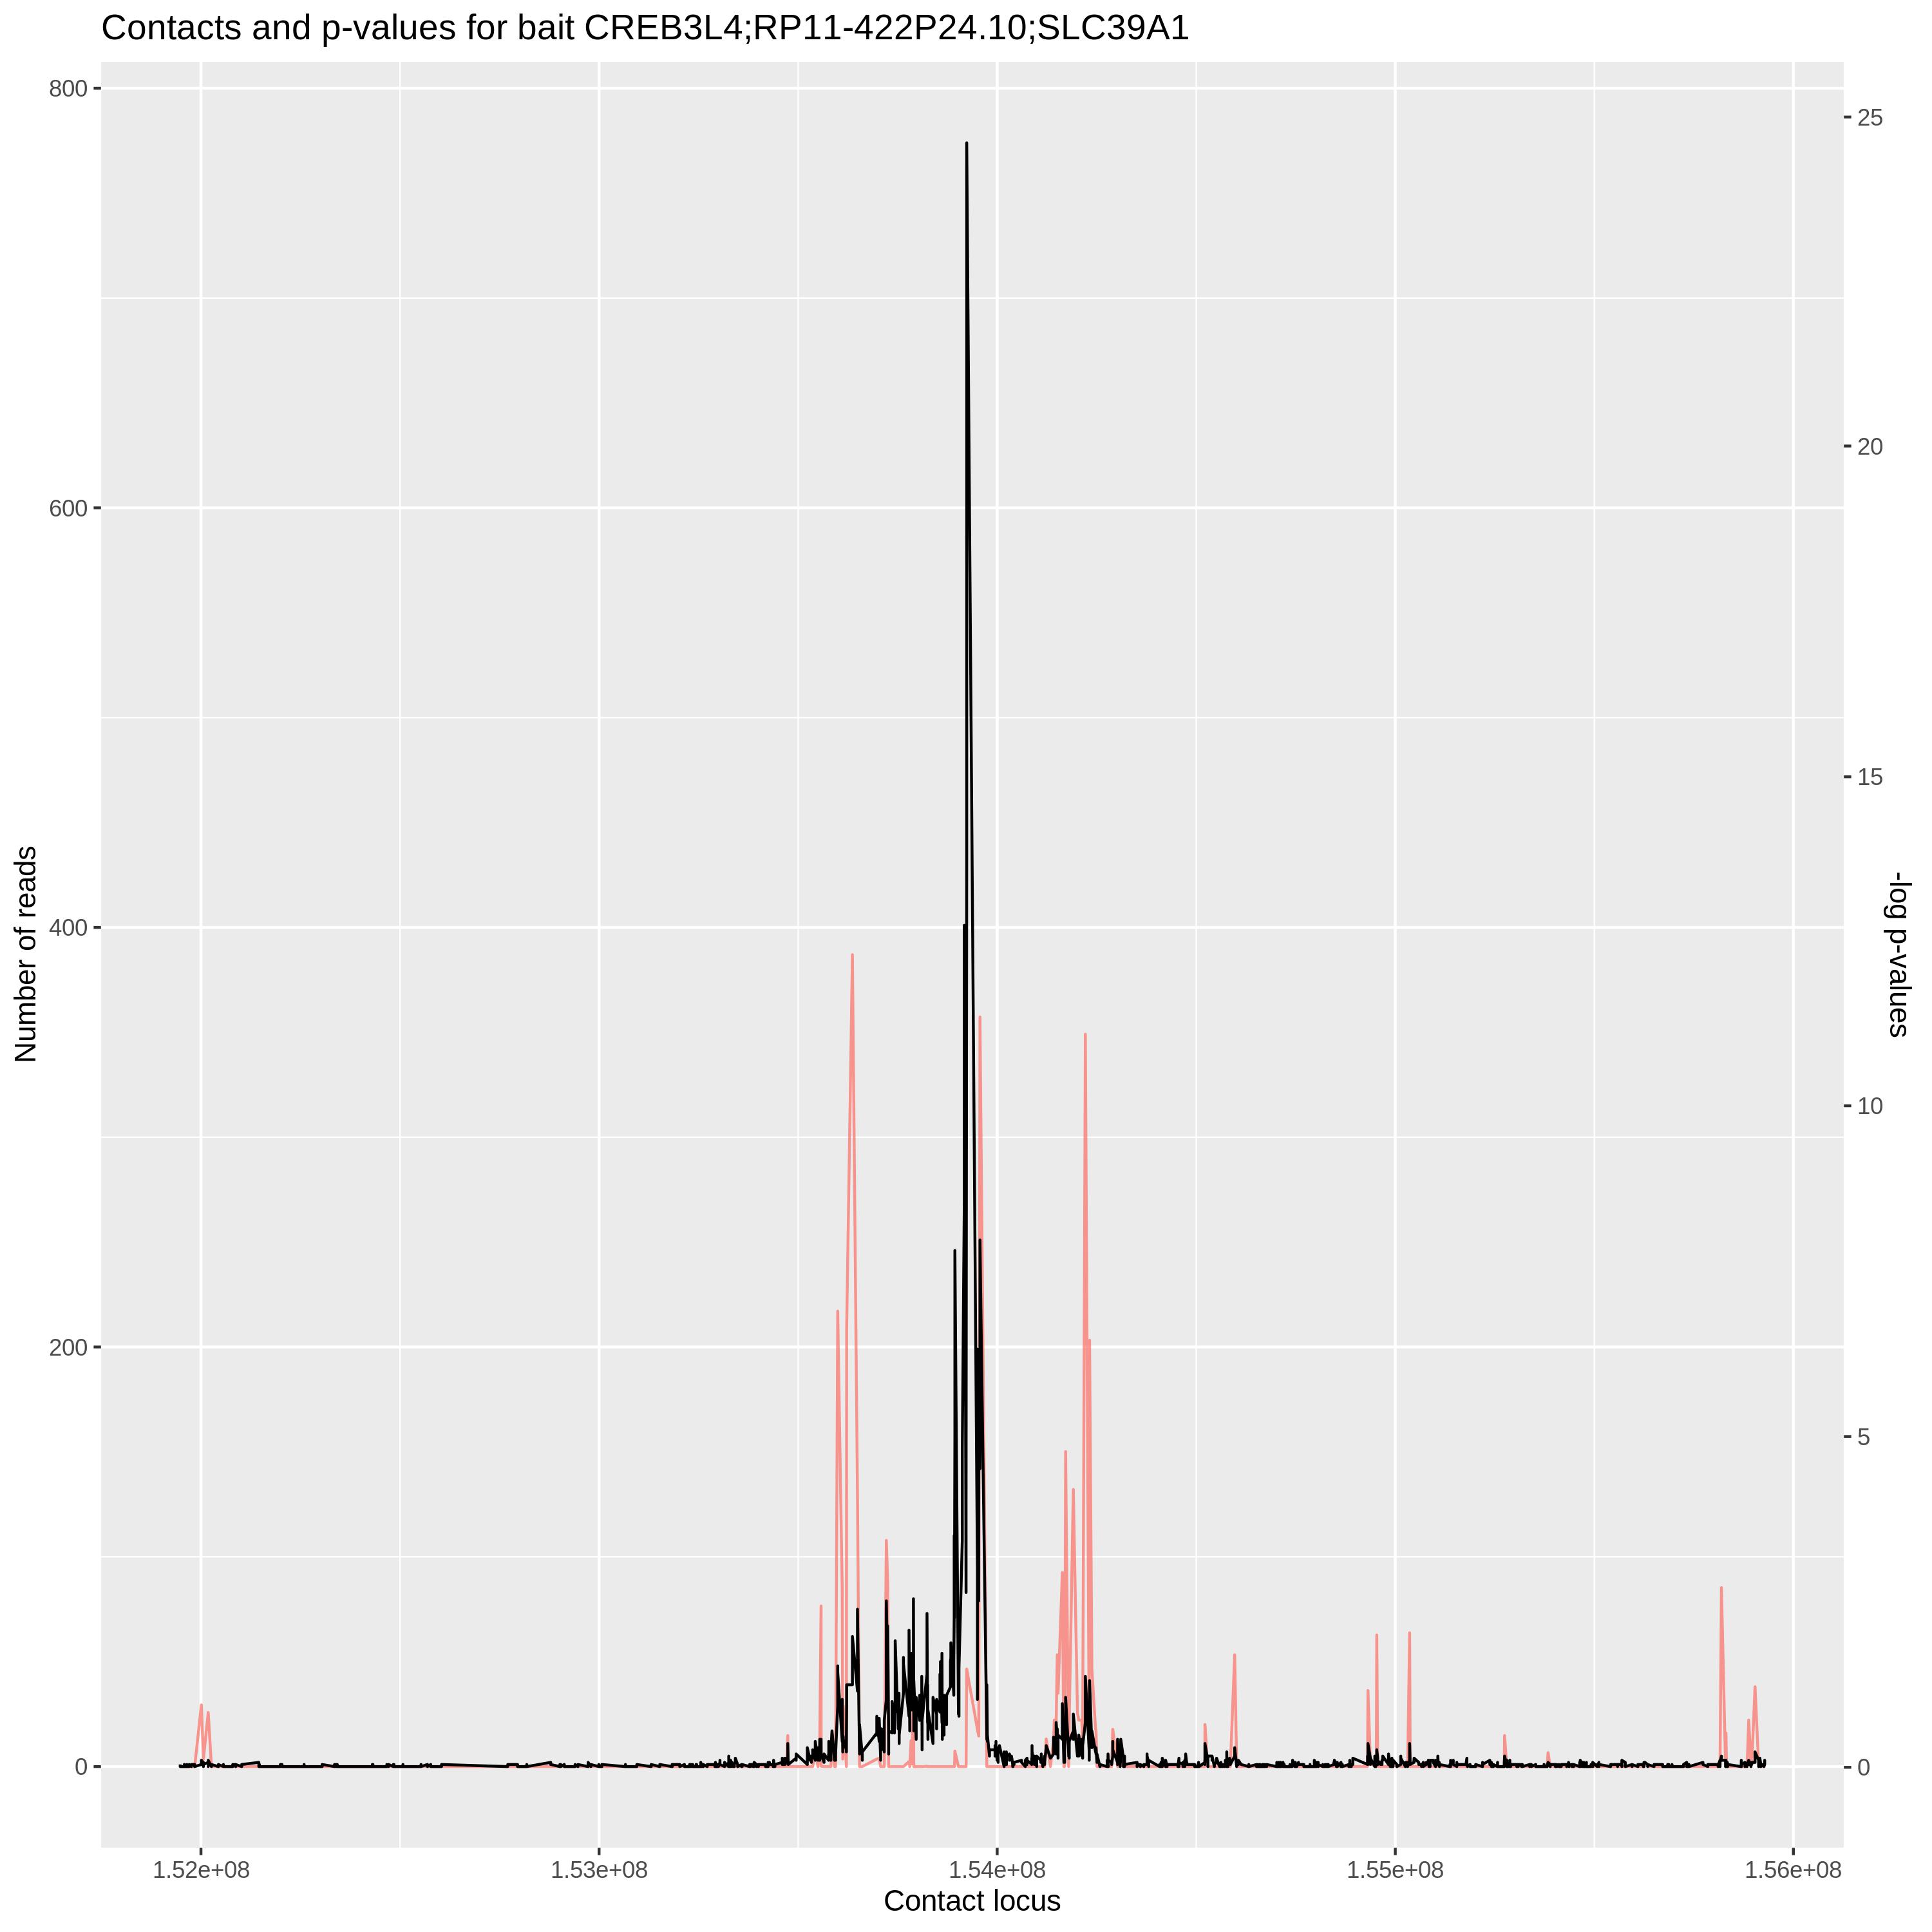 Contacts and p-values for bait CREB3L4;RP11-422P24.10;SLC39A1
800
600
400
200
0
Number of reads
25
20
15
10
5
0
-log p-values
1.52e+08
1.53e+08
1.54e+08
1.55e+08
1.56e+08
Contact locus